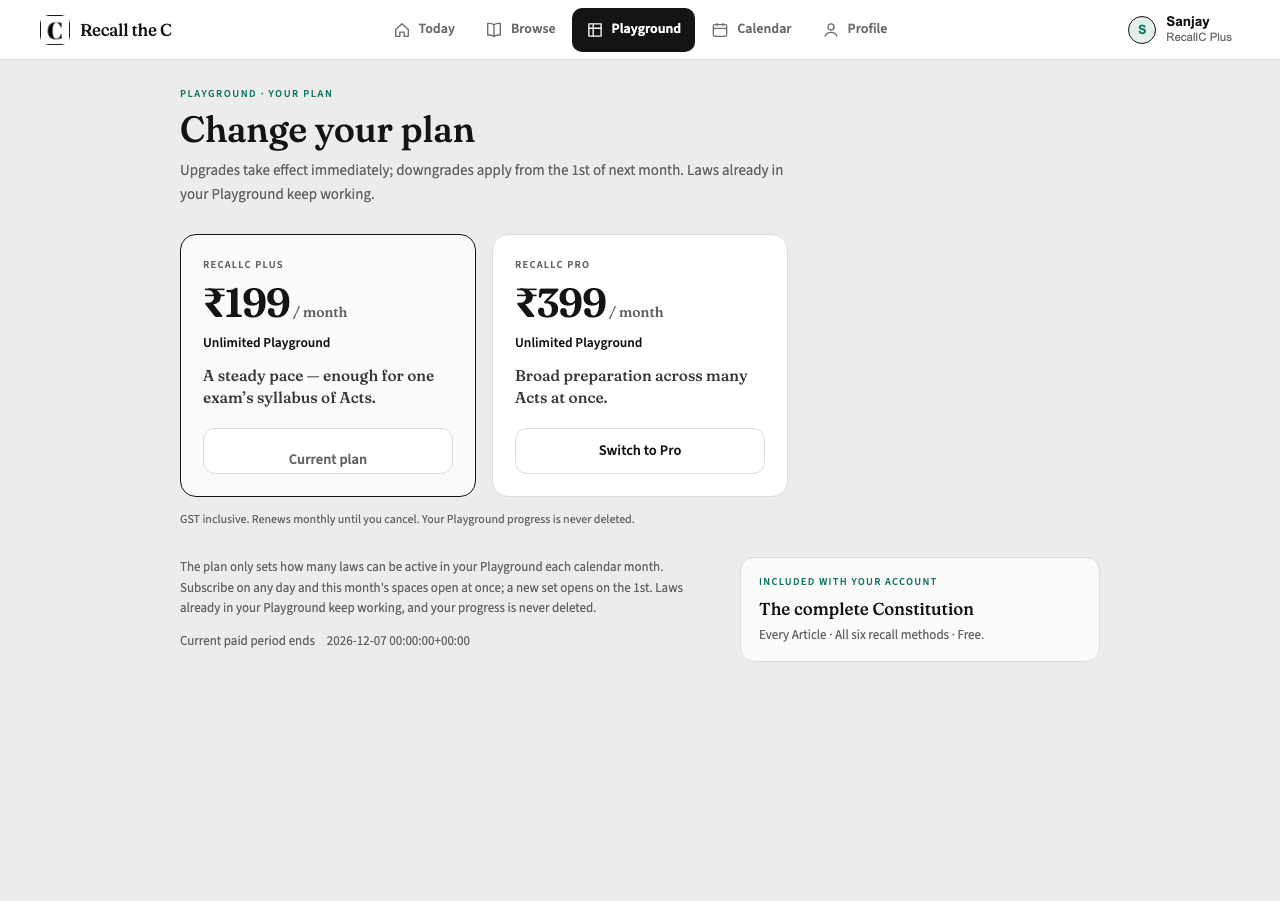 C Recall the C
Today Browse Playground Calendar Profile
S Sanjay
RecallC Plus
PLAYGROUND · YOUR PLAN
Change your plan
Upgrades take effect immediately; downgrades apply from the 1st of next month. Laws already in
your Playground keep working.
RECALLC PLUS
₹199 / month
Unlimited Playground
A steady pace — enough for one
exam’s syllabus of Acts.
Current plan
RECALLC PRO
₹399 / month
Unlimited Playground
Broad preparation across many
Acts at once.
Switch to Pro
GST inclusive. Renews monthly until you cancel. Your Playground progress is never deleted.
The plan only sets how many laws can be active in your Playground each calendar month.
Subscribe on any day and this month's spaces open at once; a new set opens on the 1st. Laws
already in your Playground keep working, and your progress is never deleted.
Current paid period ends 2026-12-07 00:00:00+00:00
INCLUDED WITH YOUR ACCOUNT
The complete Constitution
Every Article · All six recall methods · Free.